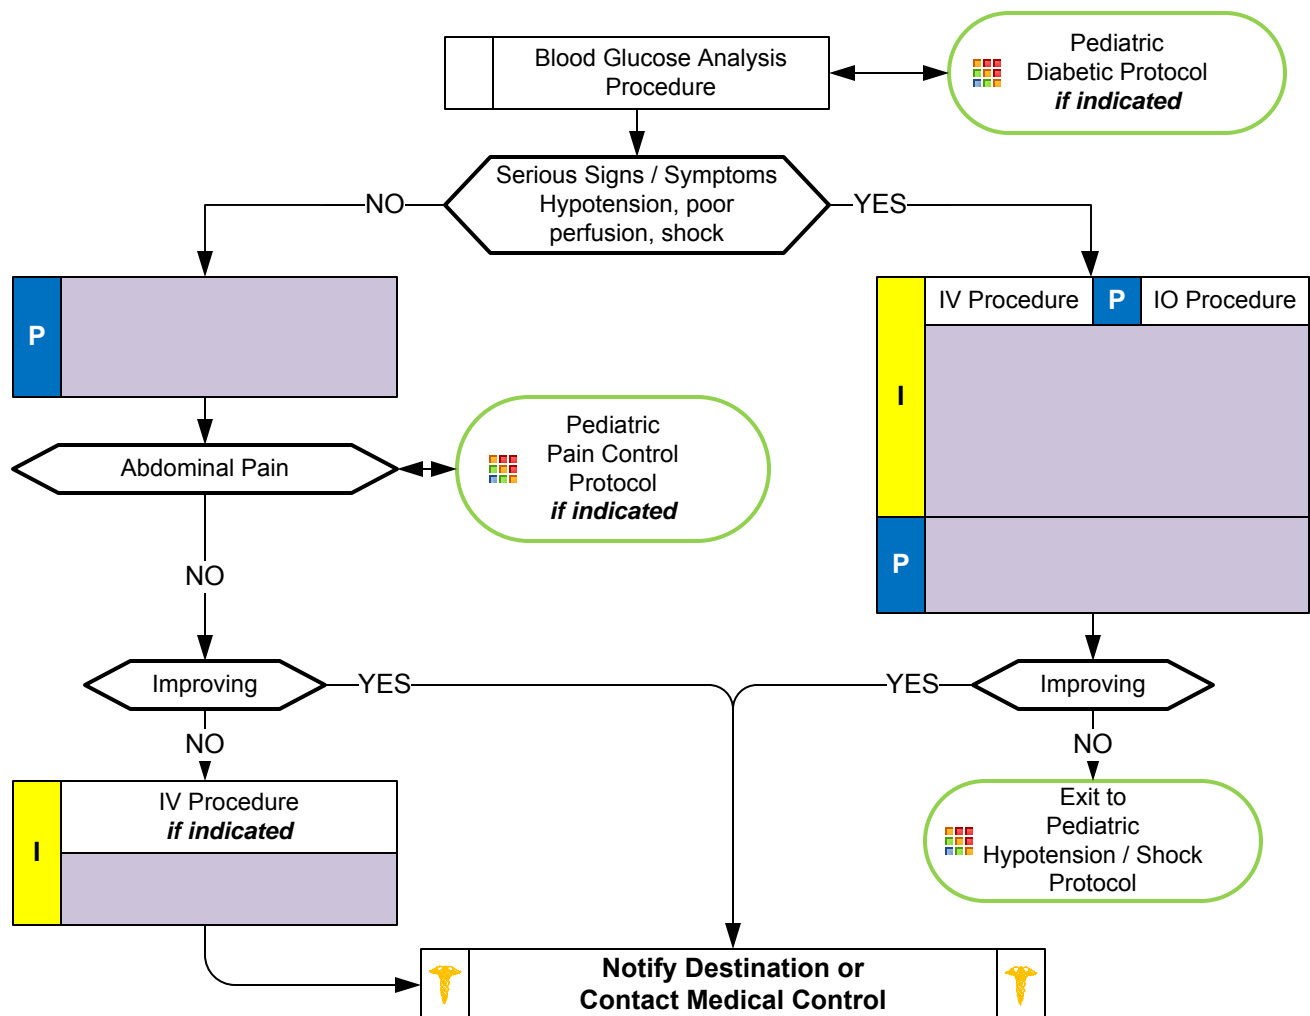 Blood Glucose Analysis
Procedure
Pediatric
Diabetic Protocol
if indicated
Serious Signs / Symptoms
Hypotension, poor
perfusion, shock
NO
YES
P
I
IV Procedure
P
IO Procedure
P
Abdominal Pain
Pediatric
Pain Control
Protocol
if indicated
NO
Improving
YES
YES
Improving
NO
NO
I
IV Procedure
if indicated
Exit to
Pediatric
Hypotension / Shock
Protocol
Notify Destination or
Contact Medical Control